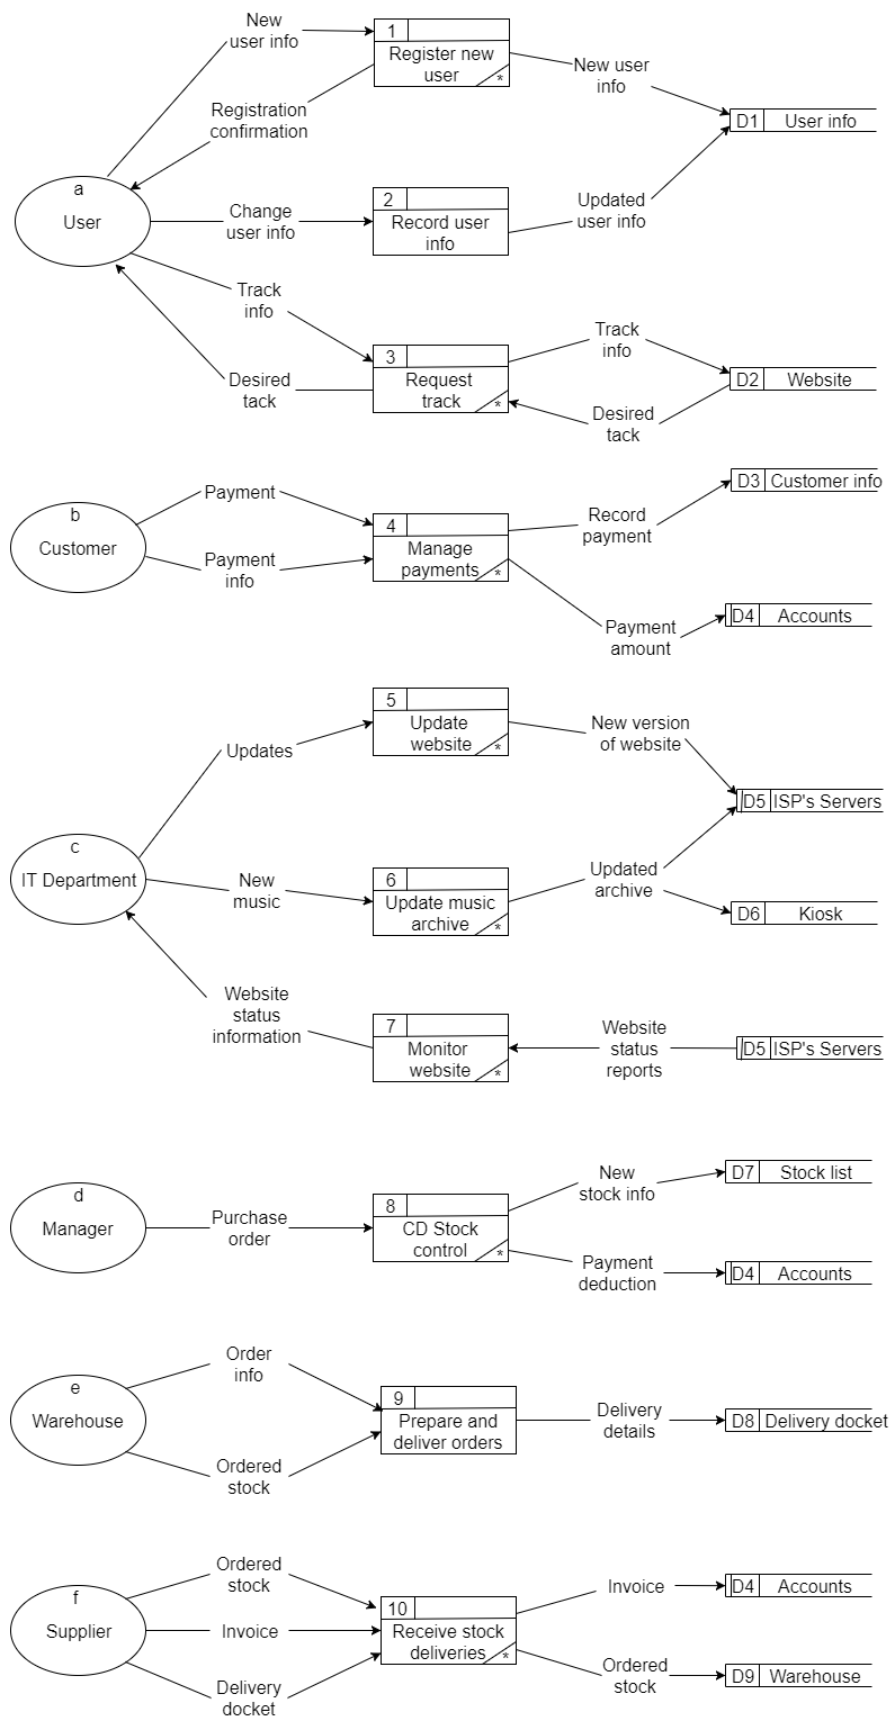 New
user info
1
Register new
user
*
New user
info
Registration
confirmation
D1 User info
a
User
Change
user info
2
Record user
info
Updated
user info
Track
info
3
Request
track
*
Track
info
D2 Website
Desired
tack
Desired
tack
b
Customer
Payment
Payment
info
4
Manage
payments
*
Record
payment
D3 Customer info
Payment
amount
D4 Accounts
5
Update
website
*
Updates
New version
of website
D5 ISP's Servers
c
IT Department
New
music
6
Update music
archive
*
Updated
archive
D6 Kiosk
Website
status
information
7
Monitor
website
*
Website
status
reports
D5 ISP's Servers
d
Manager
Purchase
order
8
CD Stock
control
*
New
stock info
D7 Stock list
Payment
deduction
D4 Accounts
e
Warehouse
Order
info
Ordered
stock
9
Prepare and
deliver orders
Delivery
details
D8 Delivery docket
f
Supplier
Ordered
stock
Invoice
Delivery
docket
10
Receive stock
deliveries
*
Invoice
D4 Accounts
Ordered
stock
D9 Warehouse